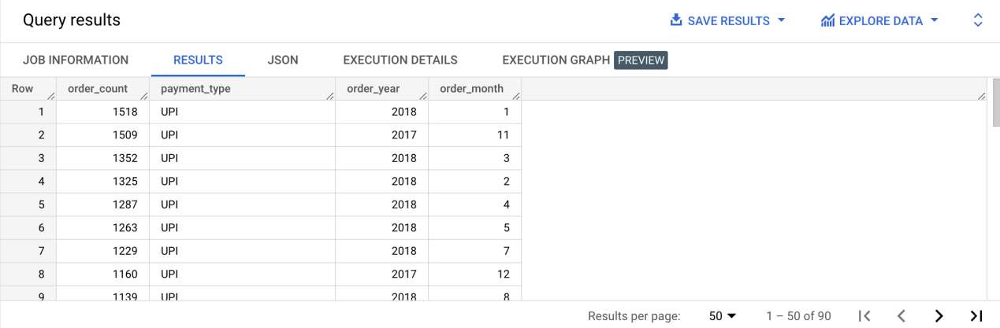 Query results SAVE RESULTS EXPLORE DATA
JOB INFORMATION RESULTS JSON EXECUTION DETAILS EXECUTION GRAPH PREVIEW
Row order_count payment_type order_year order_month
1 1518 UPI 2018 1
2 1509 UPI 2017 11
3 1352 UPI 2018 3
4 1325 UPI 2018 2
5 1287 UPI 2018 4
6 1263 UPI 2018 5
7 1229 UPI 2018 7
8 1160 UPI 2017 12
9 1139 UPI 2018 8
Results per page: 50 1 – 50 of 90